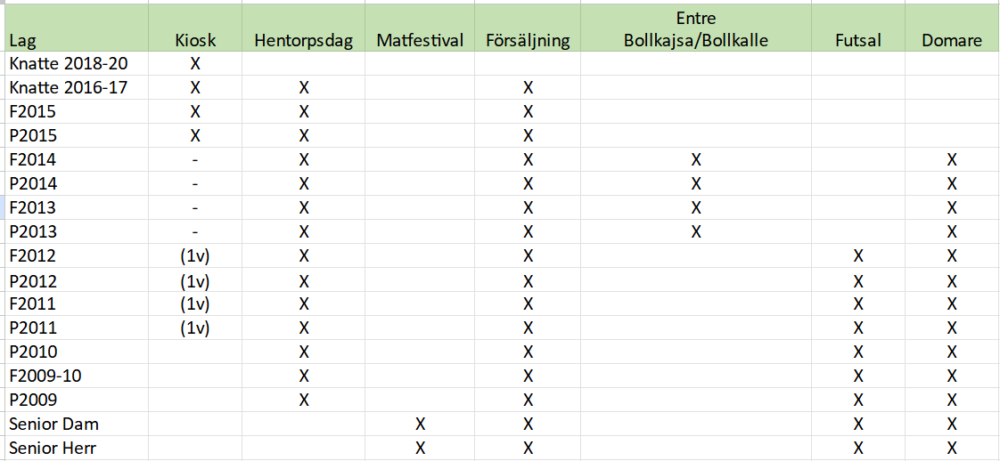 Entre
Lag Kiosk Hentorpsdag Matfestival Försäljning Bollkajsa/Bollkalle Futsal Domare
Knatte 2018-20 X
Knatte 2016-17 X X X
F2015 X X X
P2015 X X X
F2014 - X X X X
P2014 - X X X X
F2013 - X X X X
P2013 - X X X X
F2012 (1v) X X X X
P2012 (1v) X X X X
F2011 (1v) X X X X
P2011 (1v) X X X X
P2010 X X X X
F2009-10 X X X X
P2009 X X X X
Senior Dam X X X X
Senior Herr X X X X